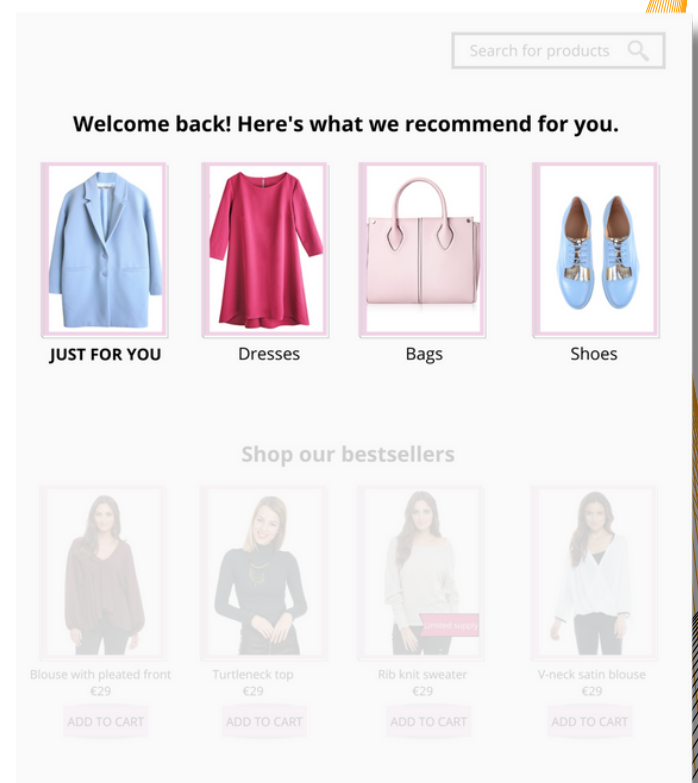 Search for products
Welcome back! Here's what we recommend for you.
JUST FOR YOU
Dresses
Bags
Shoes
Shop our bestsellers
Limited supply
Blouse with pleated front
€29
Turtleneck top
€29
Rib knit sweater
€29
V-neck satin blouse
€29
ADD TO CART
ADD TO CART
ADD TO CART
ADD TO CART